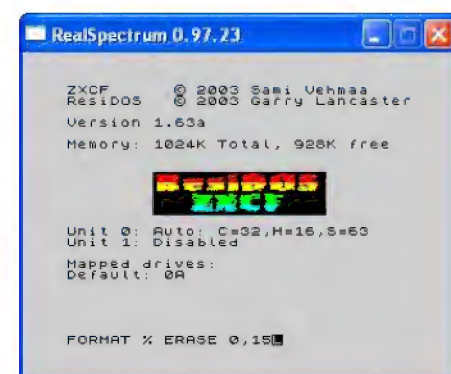 RealSpectrum 0.97.23
ZXCF © 2003 Sami Vehmaa
ResiDOS © 2003 Garry Lancaster
Version 1.63a
Memory: 1024K Total, 928K free
ResiDOS
ZXCF
Unit 0: Auto: C=32,H=16,S=63
Unit 1: Disabled
Mapped drives:
Default: 0A
FORMAT % ERASE 0,15